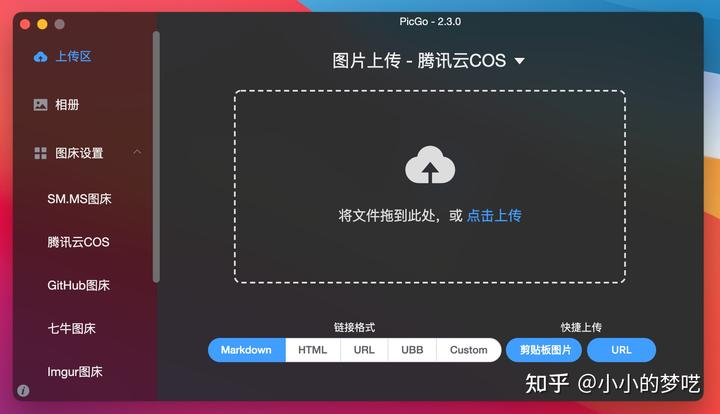 PicGo - 2.3.0
上传区
相册
图床设置
SM.MS图床
腾讯云COS
GitHub图床
七牛图床
Imgur图床
图片上传 - 腾讯云COS
将文件拖到此处，或 点击上传
链接格式
Markdown HTML URL UBB Custom
快捷上传
剪贴板图片 URL
知乎 @小小的梦呓